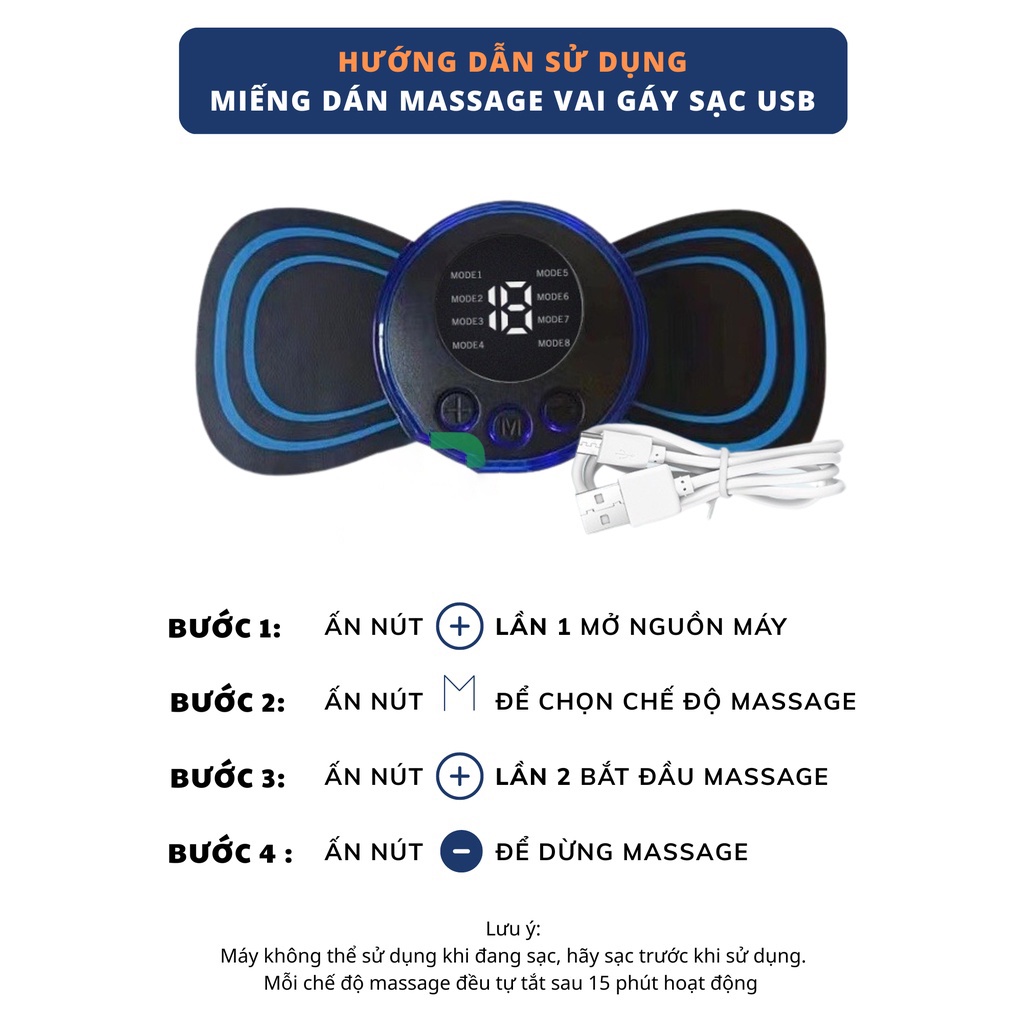 HƯỚNG DẪN SỬ DỤNG
MIẾNG DÁN MASSAGE VAI GÁY SẠC USB
MODE1
MODE5
MODE2
MODE6
18
MODE3
MODE7
MODE4
MODE8
+
M
-
BƯỚC 1: ẤN NÚT + LẦN 1 MỞ NGUỒN MÁY
BƯỚC 2: ẤN NÚT M ĐỂ CHỌN CHẾ ĐỘ MASSAGE
BƯỚC 3: ẤN NÚT + LẦN 2 BẮT ĐẦU MASSAGE
BƯỚC 4 : ẤN NÚT - ĐỂ DỪNG MASSAGE
Lưu ý:
Máy không thể sử dụng khi đang sạc, hãy sạc trước khi sử dụng.
Mỗi chế độ massage đều tự tắt sau 15 phút hoạt động